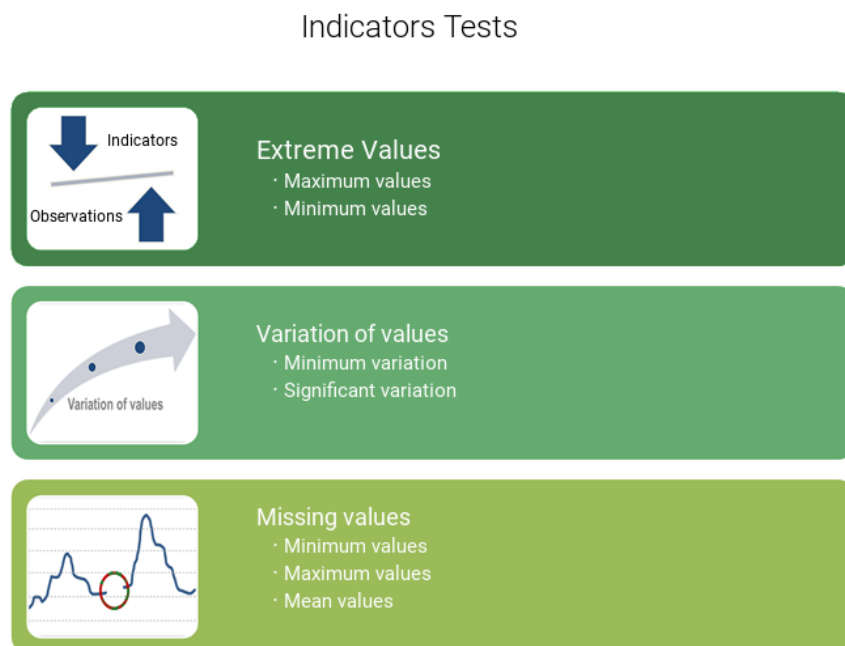 Indicators Tests
Indicators
Observations
Extreme Values
· Maximum values
· Minimum values
Variation of values
Variation of values
· Minimum variation
· Significant variation
Missing values
· Minimum values
· Maximum values
· Mean values